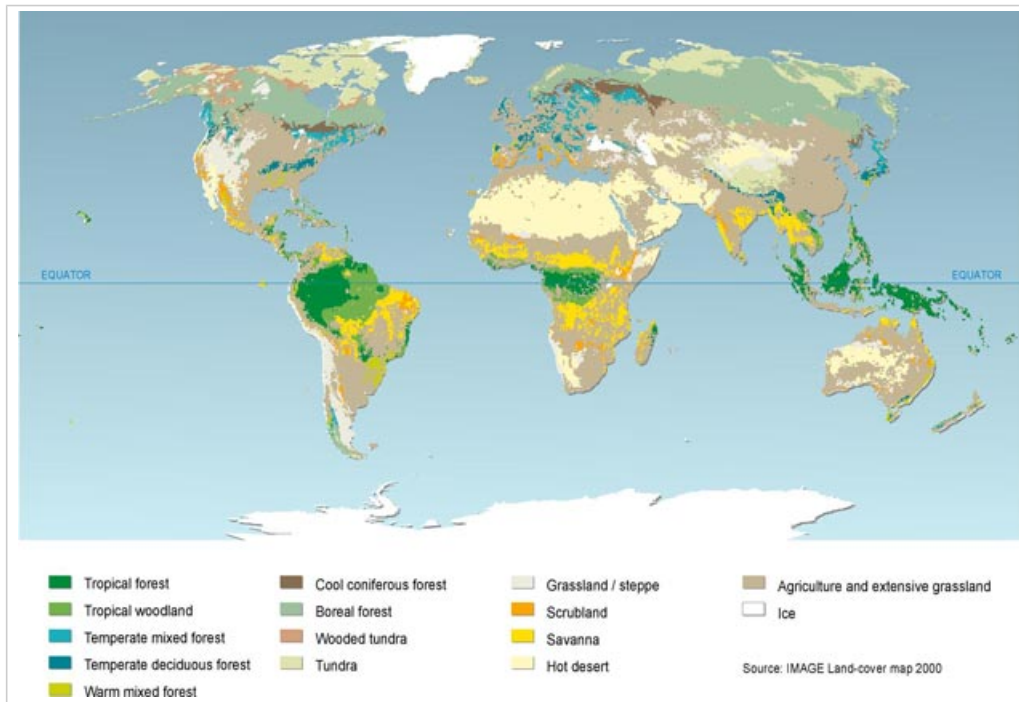 EQUATOR
EQUATOR
Tropical forest
Tropical woodland
Temperate mixed forest
Temperate deciduous forest
Warm mixed forest
Cool coniferous forest
Boreal forest
Wooded tundra
Tundra
Grassland / steppe
Scrubland
Savanna
Hot desert
Agriculture and extensive grassland
Ice
Source: IMAGE Land-cover map 2000